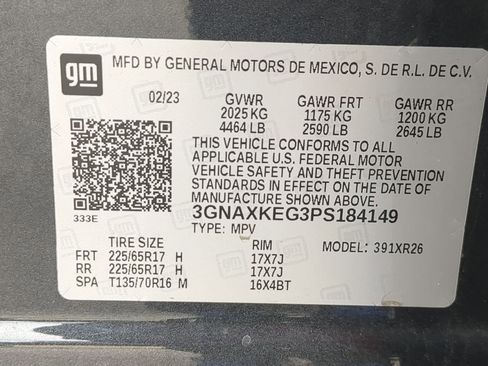 gm MFD BY GENERAL MOTORS DE MEXICO, S. DE R.L. DE C.V.
02/23 GVWR GAWR FRT GAWR RR
2025 KG 1175 KG 1200 KG
4464 LB 2590 LB 2645 LB
THIS VEHICLE CONFORMS TO ALL
APPLICABLE U.S. FEDERAL MOTOR
VEHICLE SAFETY AND THEFT PREVENTION
STANDARDS IN EFFECT ON THE DATE OF
MANUFACTURE SHOWN ABOVE.
333E 3GNAXKEG3PS184149
TYPE: MPV
TIRE SIZE RIM MODEL: 391XR26
FRT 225/65R17 H 17X7J
RR 225/65R17 H 17X7J
SPA T135/70R16 M 16X4BT